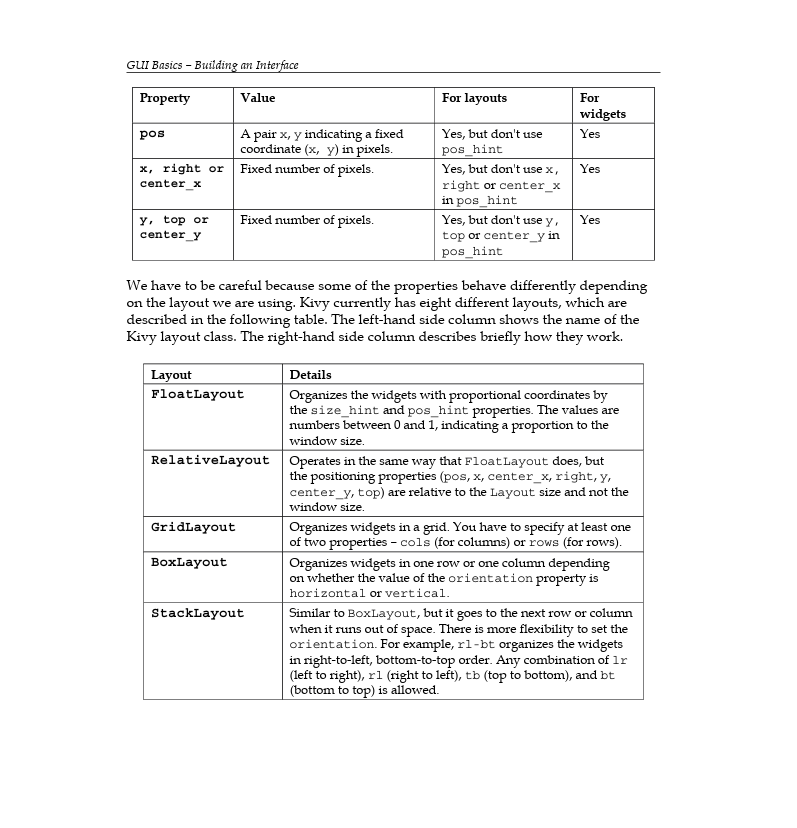 GUI Basics – Building an Interface
Property Value For layouts For
widgets
pos A pair x, y indicating a fixed Yes, but don't use Yes
coordinate (x, y) in pixels. pos_hint
x, right or Fixed number of pixels. Yes, but don't use x, Yes
center_x right or center_x
in pos_hint
y, top or Fixed number of pixels. Yes, but don't use y, Yes
center_y top or center_y in
pos_hint
We have to be careful because some of the properties behave differently depending
on the layout we are using. Kivy currently has eight different layouts, which are
described in the following table. The left-hand side column shows the name of the
Kivy layout class. The right-hand side column describes briefly how they work.
Layout Details
FloatLayout Organizes the widgets with proportional coordinates by
the size_hint and pos_hint properties. The values are
numbers between 0 and 1, indicating a proportion to the
window size.
RelativeLayout Operates in the same way that FloatLayout does, but
the positioning properties (pos, x, center_x, right, y,
center_y, top) are relative to the Layout size and not the
window size.
GridLayout Organizes widgets in a grid. You have to specify at least one
of two properties – cols (for columns) or rows (for rows).
BoxLayout Organizes widgets in one row or one column depending
on whether the value of the orientation property is
horizontal or vertical.
StackLayout Similar to BoxLayout, but it goes to the next row or column
when it runs out of space. There is more flexibility to set the
orientation. For example, rl-bt organizes the widgets
in right-to-left, bottom-to-top order. Any combination of lr
(left to right), rl (right to left), tb (top to bottom), and bt
(bottom to top) is allowed.